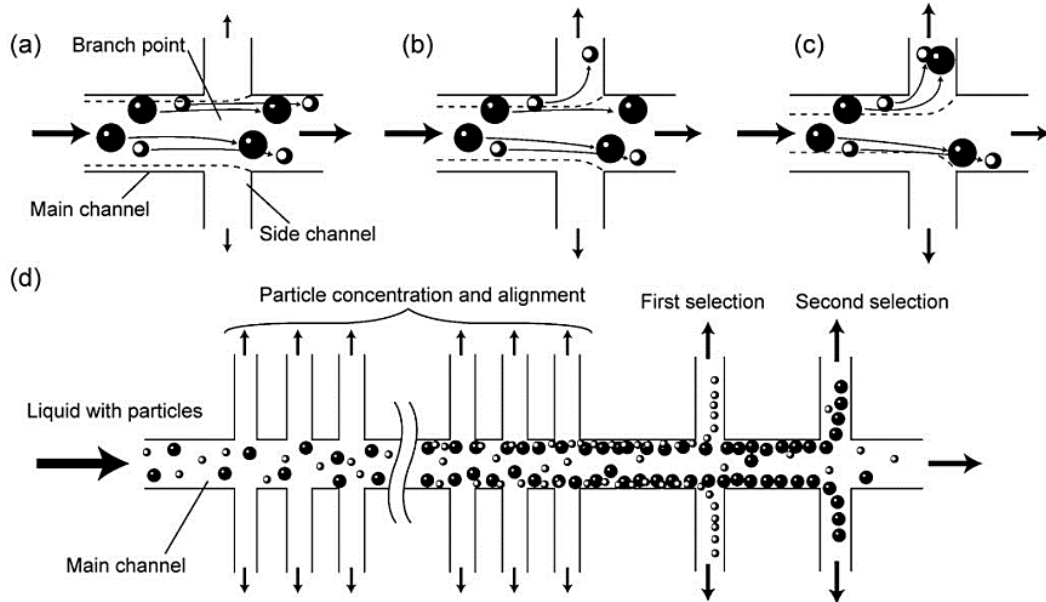 (a)
Branch point
(b)
(c)
Main channel
Side channel
(d)
Particle concentration and alignment
First selection
Second selection
Liquid with particles
Main channel